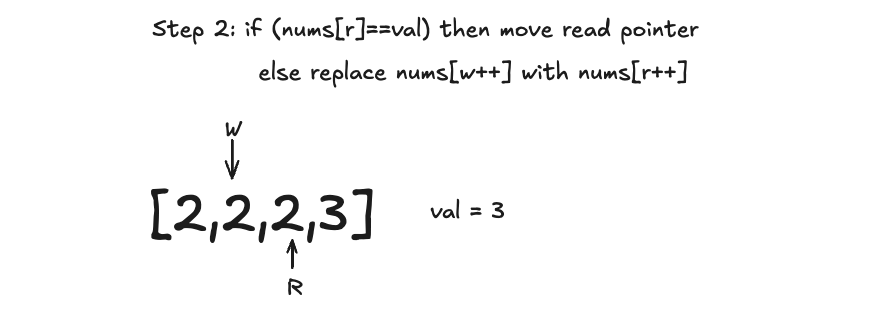 Step 2: if (nums[r]==val) then move read pointer
else replace nums[w++] with nums[r++]
W
[2,2,2,3]
val = 3
R